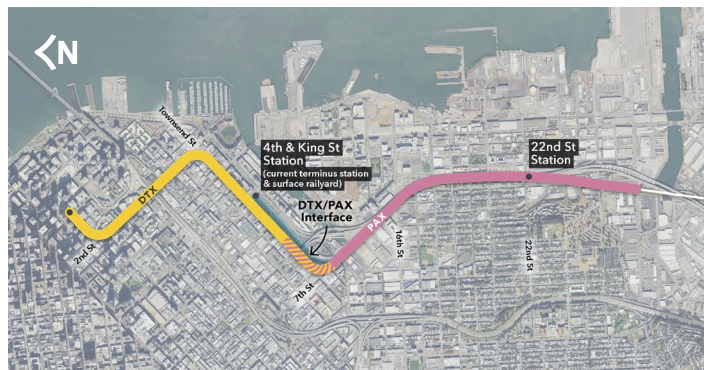 N
Townsend St
4th & King St
Station
(current terminus station
& surface railyard)
22nd St
Station
DTX
DTX/PAX
Interface
PAX
2nd St
16th St
22nd St
7th St